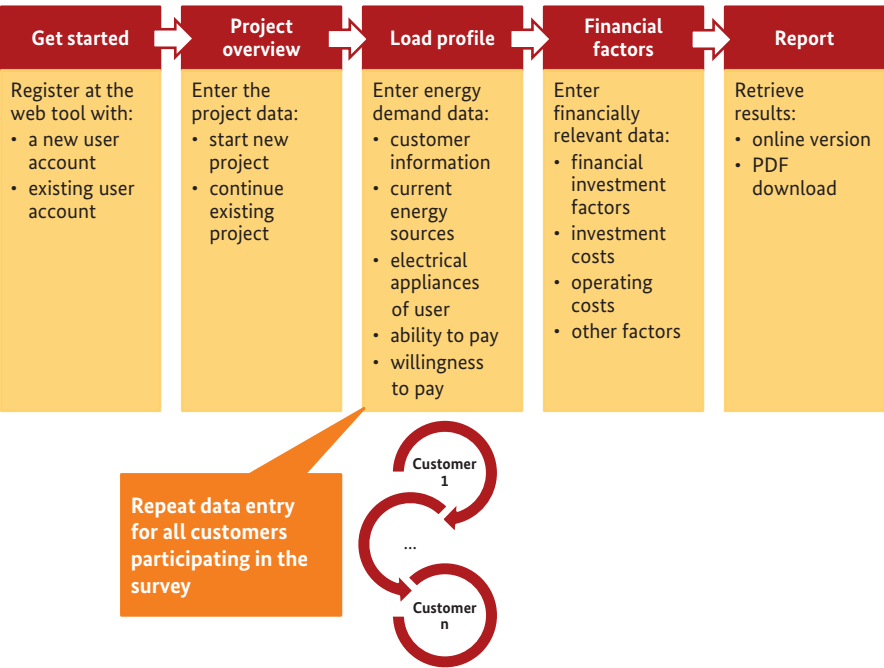 Get started
Register at the
web tool with:
• a new user
account
• existing user
account
Project
overview
Enter the
project data:
• start new
project
• continue
existing
project
Load profile
Enter energy
demand data:
• customer
information
• current
energy
sources
• electrical
appliances
of user
• ability to pay
• willingness
to pay
Financial
factors
Enter
financially
relevant data:
• financial
investment
factors
• investment
costs
• operating
costs
• other factors
Report
Retrieve
results:
• online version
• PDF
download
Repeat data entry
for all customers
participating in the
survey
Customer
1
...
Customer
n